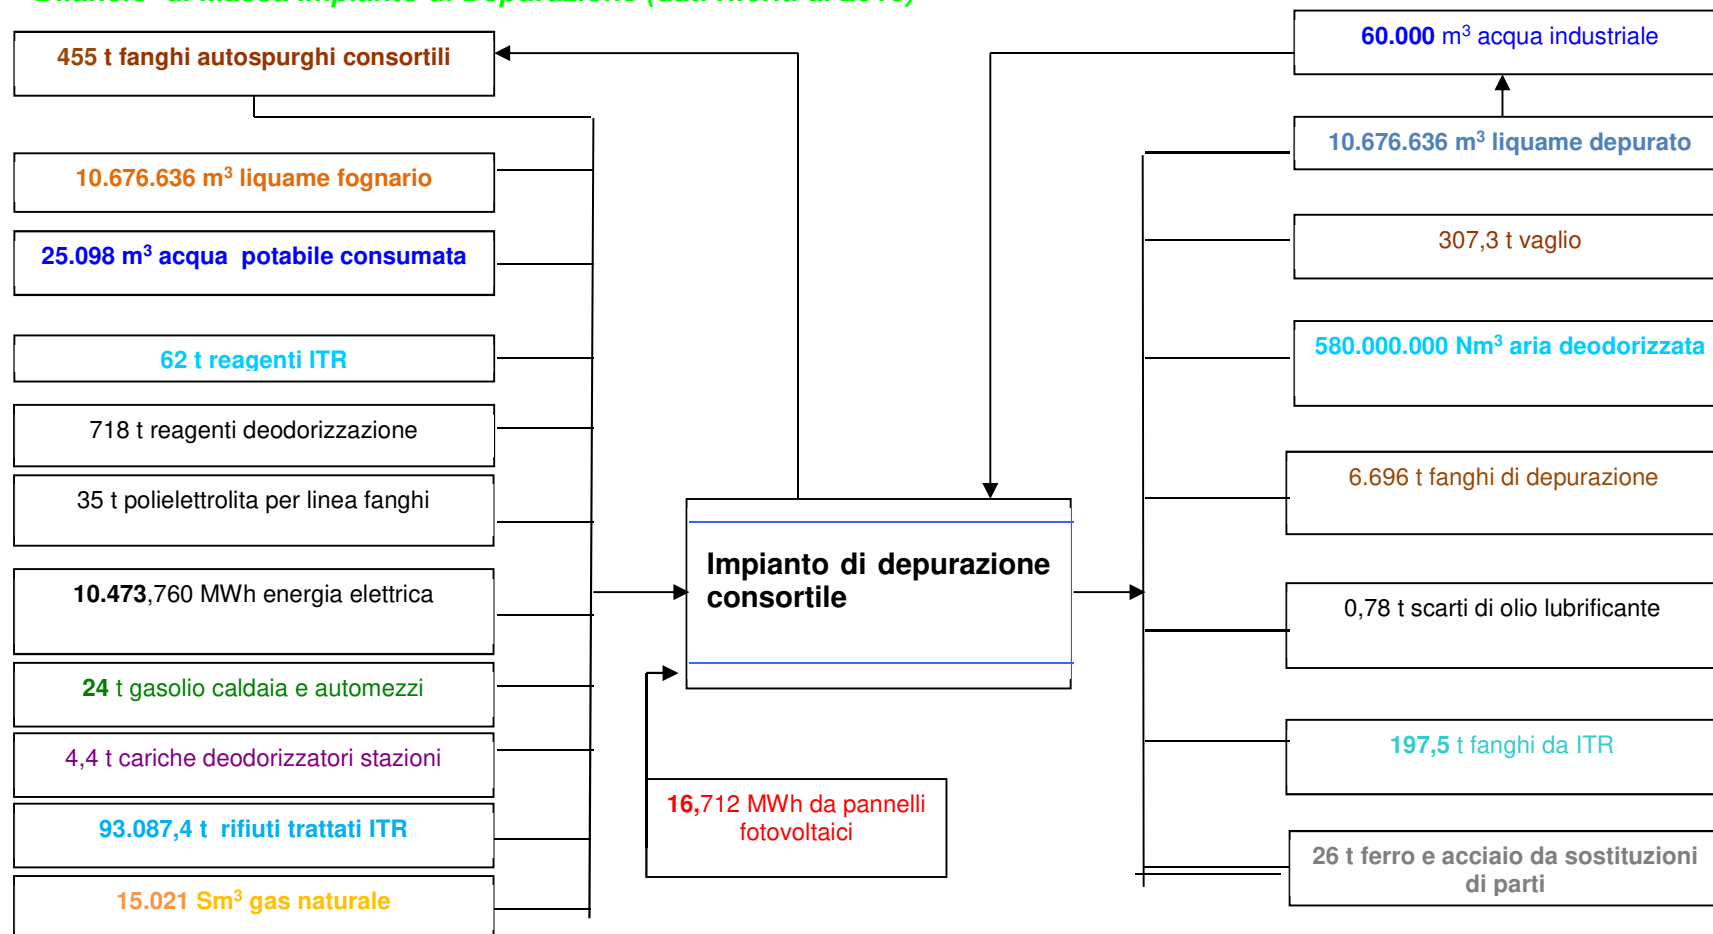 455 t fanghi autospurghi consortili
10.676.636 m³ liquame fognario
25.098 m³ acqua potabile consumata
62 t reagenti ITR
718 t reagenti deodorizzazione
35 t polielettrolita per linea fanghi
10.473,760 MWh energia elettrica
24 t gasolio caldaia e automezzi
4,4 t cariche deodorizzatori stazioni
93.087,4 t rifiuti trattati ITR
15.021 Sm³ gas naturale
Impianto di depurazione
consortile
16,712 MWh da pannelli
fotovoltaici
60.000 m³ acqua industriale
10.676.636 m³ liquame depurato
307,3 t vaglio
580.000.000 Nm³ aria deodorizzata
6.696 t fanghi di depurazione
0,78 t scarti di olio lubrificante
197,5 t fanghi da ITR
26 t ferro e acciaio da sostituzioni
di parti